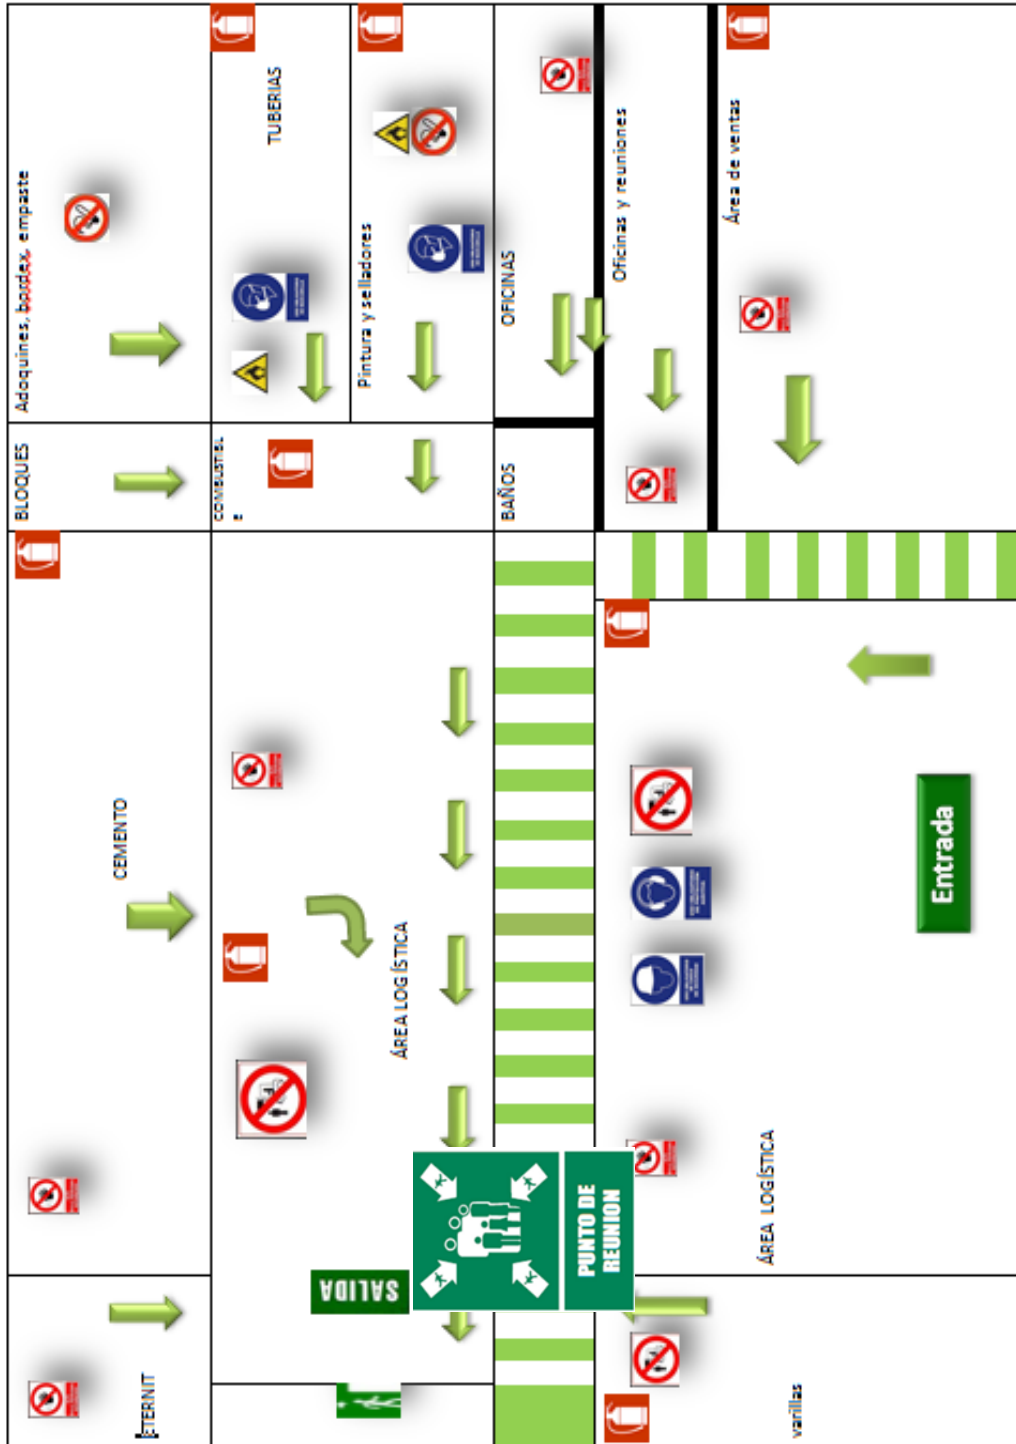 Adoquines, bordex, empaste
TUBERIAS
Pintura y selladores
OFICINAS
Oficinas y reuniones
Área de ventas
BLOQUES
COMBUSTIBL
E
BAÑOS
CEMENTO
ÁREA LOGÍSTICA
Entrada
ÁREA LOGÍSTICA
PUNTO DE
REUNION
SALIDA
ETERNIT
varillas